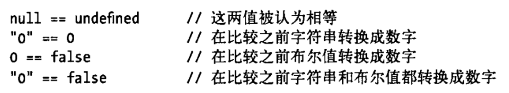 null == undefined // 这两值被认为相等
"0" == 0 // 在比较之前字符串转换成数字
0 == false // 在比较之前布尔值转换成数字
"0" == false // 在比较之前字符串和布尔值都转换成数字